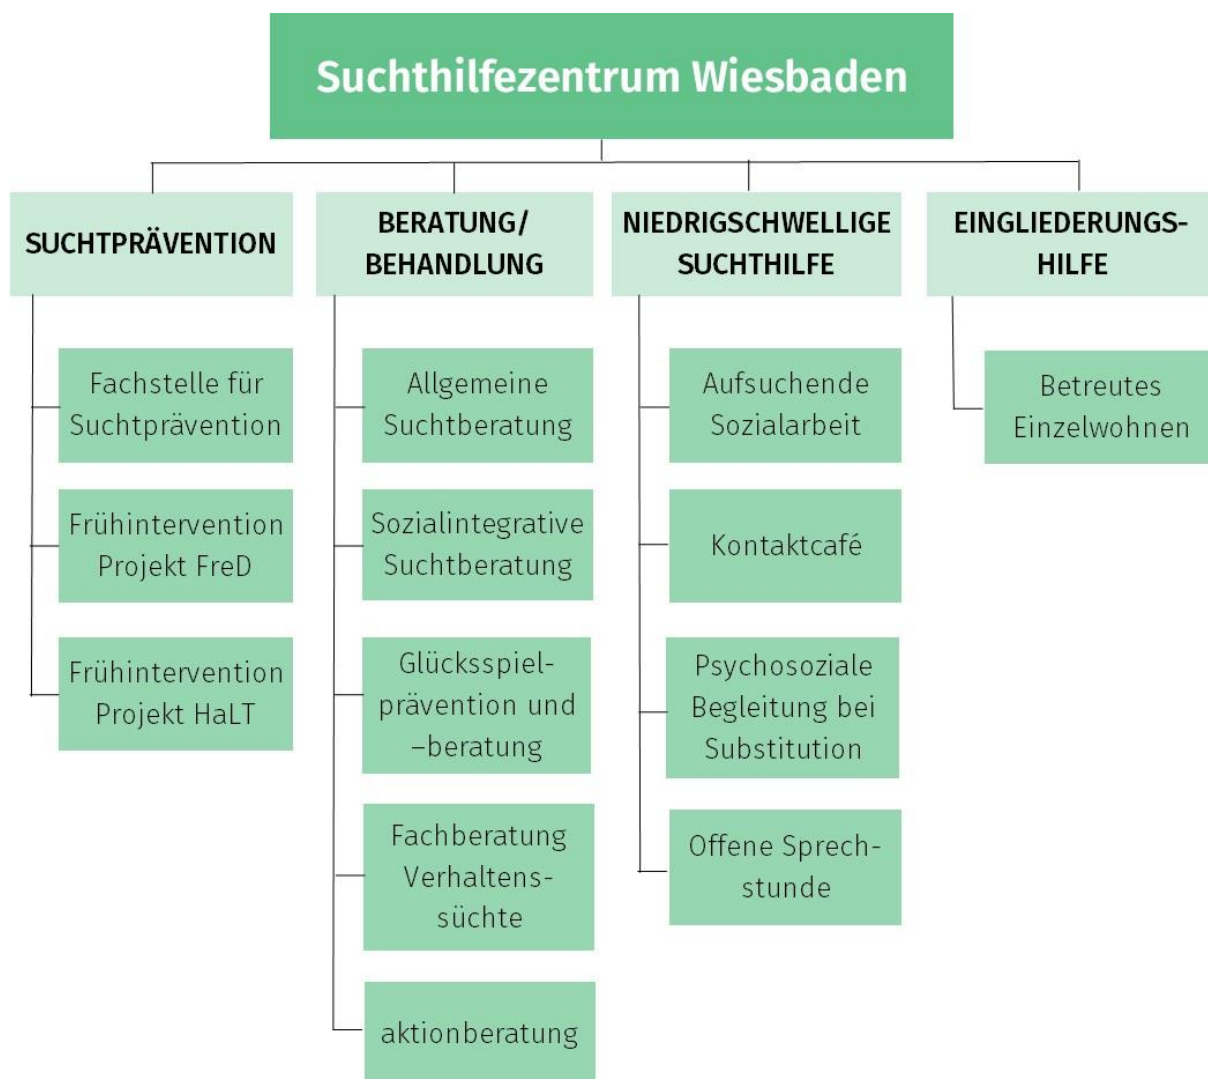 Suchthilfezentrum Wiesbaden
SUCHTPRÄVENTION
Fachstelle für
Suchtprävention
Frühintervention
Projekt FreD
Frühintervention
Projekt HaLT
BERATUNG/
BEHANDLUNG
Allgemeine
Suchtberatung
Sozialintegrative
Suchtberatung
Glücksspiel-
prävention und
–beratung
Fachberatung
Verhaltens-
süchte
aktionberatung
NIEDRIGSCHWELLIGE
SUCHTHILFE
Aufsuchende
Sozialarbeit
Kontaktcafé
Psychosoziale
Begleitung bei
Substitution
Offene Sprech-
stunde
EINGLIEDERUNGS-
HILFE
Betreutes
Einzelwohnen